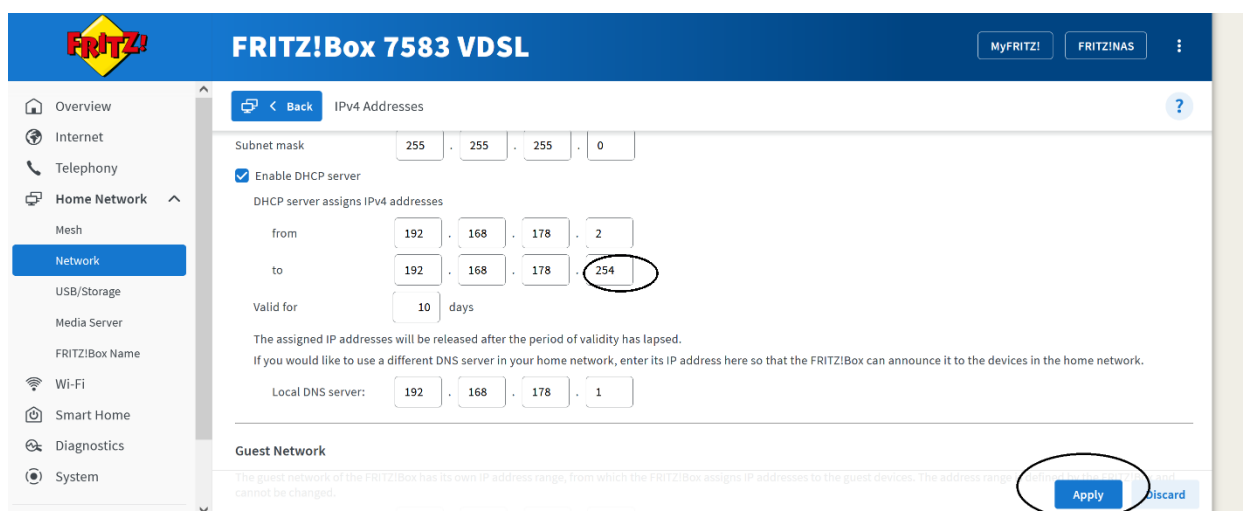 FRITZ!
FRITZ!Box 7583 VDSL
MyFRITZ!
FRITZ!NAS
Overview
Internet
Telephony
Home Network
Mesh
Network
USB/Storage
Media Server
FRITZ!Box Name
Wi-Fi
Smart Home
Diagnostics
System
Back IPv4 Addresses
?
Subnet mask 255 . 255 . 255 . 0
Enable DHCP server
DHCP server assigns IPv4 addresses
from 192 . 168 . 178 . 2
to 192 . 168 . 178 . 254
Valid for 10 days
The assigned IP addresses will be released after the period of validity has lapsed.
If you would like to use a different DNS server in your home network, enter its IP address here so that the FRITZ!Box can announce it to the devices in the home network.
Local DNS server: 192 . 168 . 178 . 1
Guest Network
The guest network of the FRITZ!Box has its own IP address range, from which the FRITZ!Box assigns IP addresses to the guest devices. The address range is defined by the FRITZ!Box and
cannot be changed.
Apply
Discard